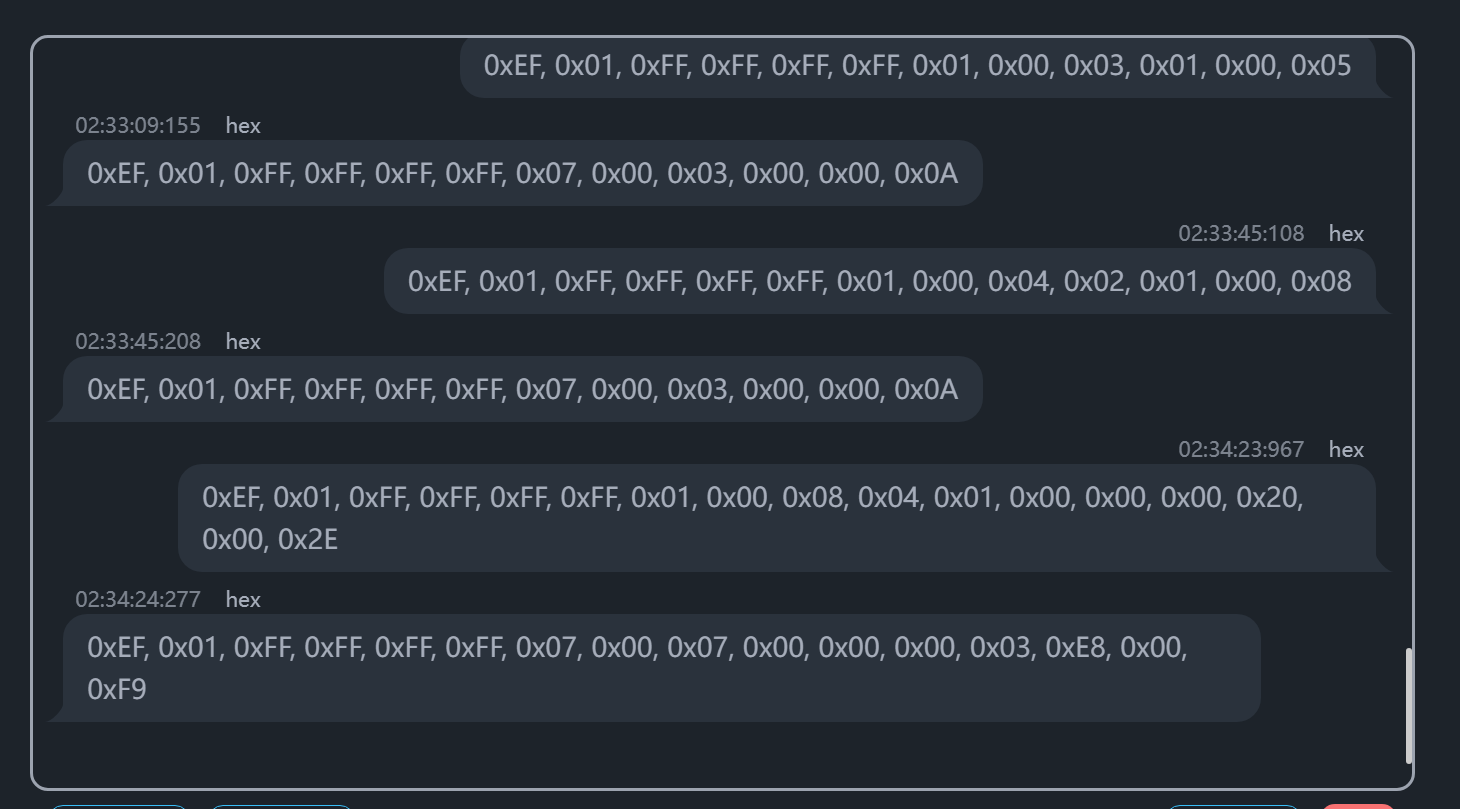 0xEF, 0x01, 0xFF, 0xFF, 0xFF, 0xFF, 0x01, 0x00, 0x03, 0x01, 0x00, 0x05
02:33:09:155 hex
0xEF, 0x01, 0xFF, 0xFF, 0xFF, 0xFF, 0x07, 0x00, 0x03, 0x00, 0x00, 0x0A
02:33:45:108 hex
0xEF, 0x01, 0xFF, 0xFF, 0xFF, 0xFF, 0x01, 0x00, 0x04, 0x02, 0x01, 0x00, 0x08
02:33:45:208 hex
0xEF, 0x01, 0xFF, 0xFF, 0xFF, 0xFF, 0x07, 0x00, 0x03, 0x00, 0x00, 0x0A
02:34:23:967 hex
0xEF, 0x01, 0xFF, 0xFF, 0xFF, 0xFF, 0x01, 0x00, 0x08, 0x04, 0x01, 0x00, 0x00, 0x00, 0x20,
0x00, 0x2E
02:34:24:277 hex
0xEF, 0x01, 0xFF, 0xFF, 0xFF, 0xFF, 0x07, 0x00, 0x07, 0x00, 0x00, 0x00, 0x03, 0xE8, 0x00,
0xF9